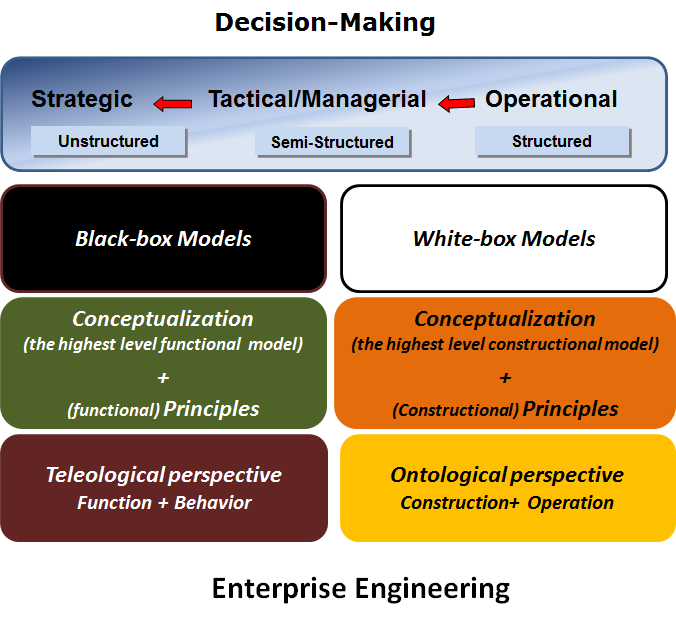 Decision-Making
Strategic Tactical/Managerial Operational
Unstructured Semi-Structured Structured
Black-box Models White-box Models
Conceptualization
(the highest level functional model)
+
(functional) Principles
Conceptualization
(the highest level constructional model)
+
(Constructional) Principles
Teleological perspective
Function + Behavior
Ontological perspective
Construction+ Operation
Enterprise Engineering